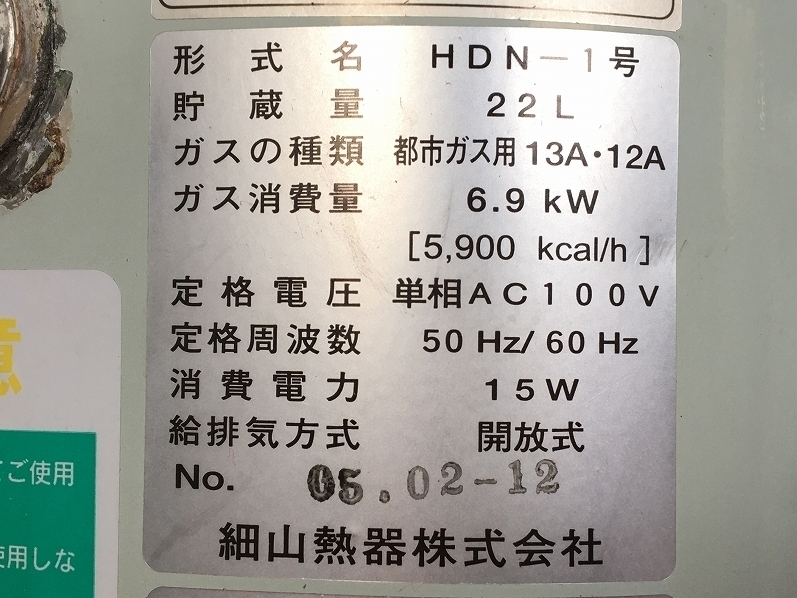 形式名 HDN-1号
貯蔵量 22L
ガスの種類 都市ガス用 13A・12A
ガス消費量 6.9 kW
[5,900 kcal/h]
定格電圧 単相AC100V
定格周波数 50 Hz/60 Hz
消費電力 15W
給排気方式 開放式
No. 05.02-12
細山熱器株式会社
意
てご使用
使用しな